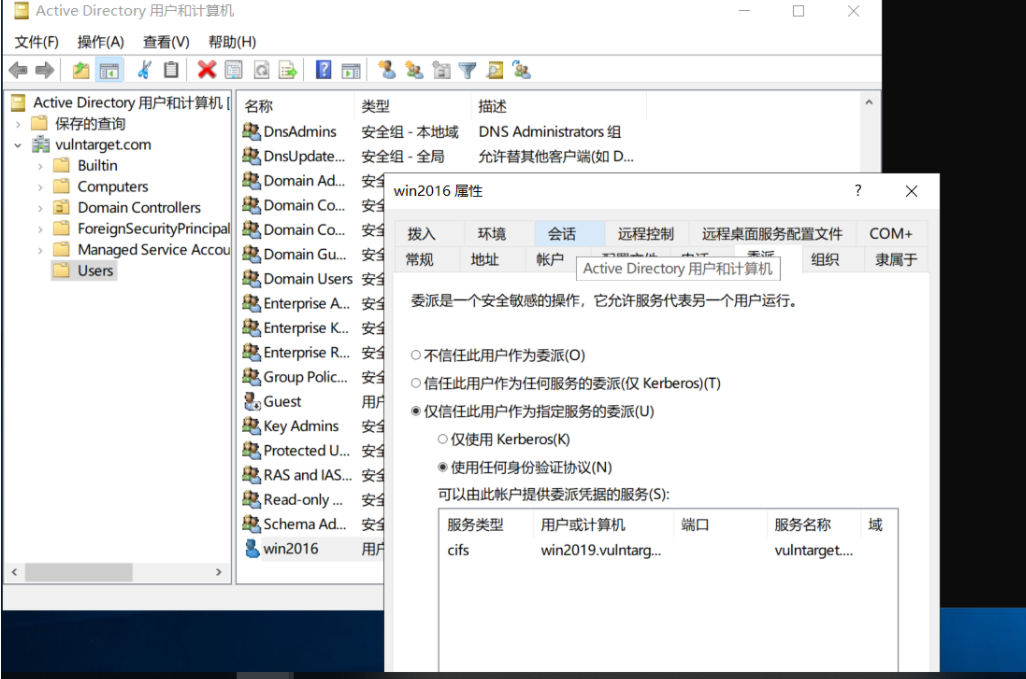 Active Directory 用户和计算机
文件(F) 操作(A) 查看(V) 帮助(H)
Active Directory 用户和计算机 [
保存的查询
vulntarget.com
Builtin
Computers
Domain Controllers
ForeignSecurityPrincipal
Managed Service Accou
Users
名称 类型 描述
DnsAdmins 安全组 - 本地域 DNS Administrators 组
DnsUpdate... 安全组 - 全局 允许替其他客户端(如 D...
Domain Ad... 安全
Domain Co... 安全
Domain Co... 安全
Domain Gu... 安全
Domain Users 安全
Enterprise A... 安全
Enterprise K... 安全
Enterprise R... 安全
Group Polic... 安全
Guest 用户
Key Admins 安全
Protected U... 安全
RAS and IAS... 安全
Read-only ... 安全
Schema Ad... 安全
win2016 用户
win2016 属性
?
拨入 环境 会话 远程控制 远程桌面服务配置文件 COM+
常规 地址 帐户 配置文件 电话 委派 组织 隶属于
Active Directory 用户和计算机
委派是一个安全敏感的操作，它允许服务代表另一个用户运行。
不信任此用户作为委派(O)
信任此用户作为任何服务的委派(仅 Kerberos)(T)
仅信任此用户作为指定服务的委派(U)
仅使用 Kerberos(K)
使用任何身份验证协议(N)
可以由此帐户提供委派凭据的服务(S):
服务类型 用户或计算机 端口 服务名称 域
cifs win2019.vulntarg... vulntarget....